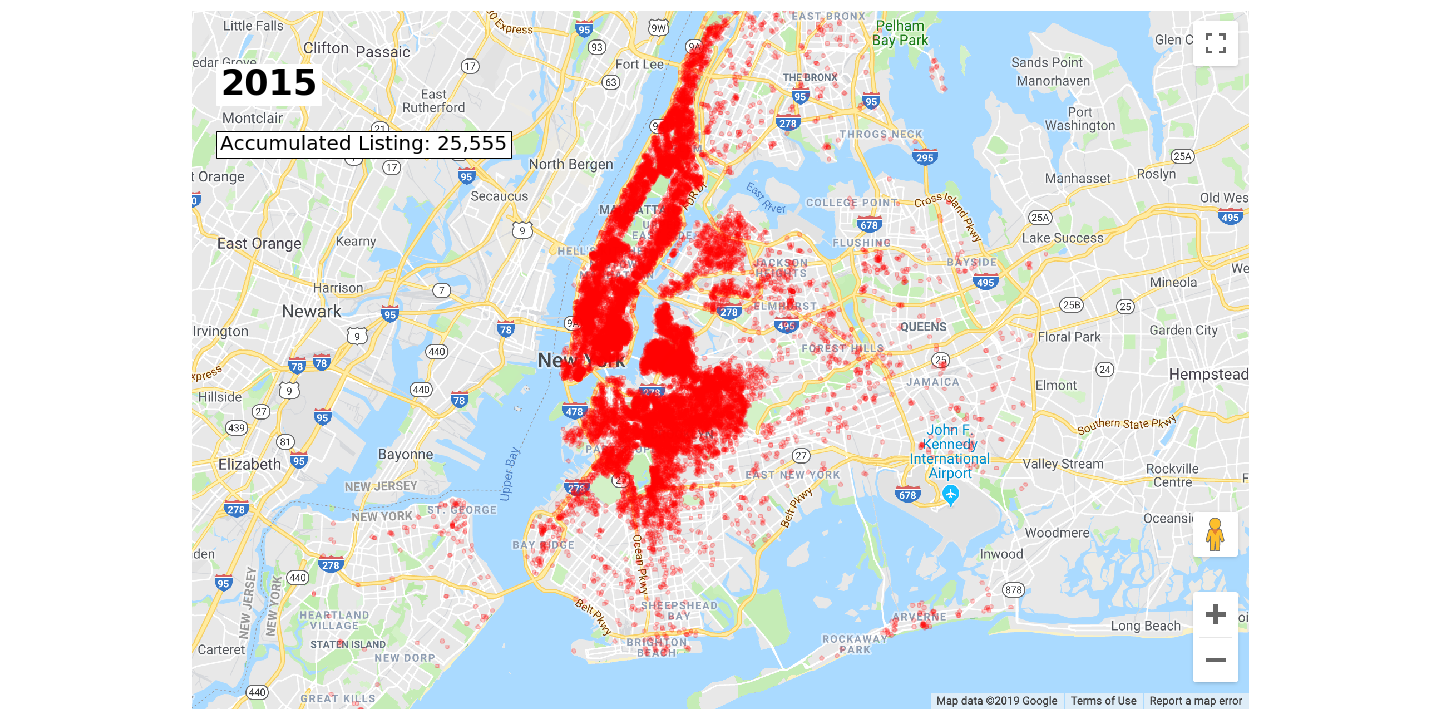 Little Falls
Clifton
Passaic
95
9W
EAST BRONX
Pelham
Bay Park
93
9A
Fort Lee
17
63
Sands Point
Manorhaven
THE BRONX
2015
East
Rutherford
95
95
Montclair
278
Port
Washington
21
THROGS NECK
Accumulated Listing: 25,555
17
North Bergen
295
25A
95
Manhasset
Roslyn
Secaucus
East River
COLLEGE POINT
Cross Island Pkwy
Old Wes
678
25A
495
9
East Orange
Kearny
FLUSHING
Lake Success
BAYSIDE
JACKSON
HEIGHTS
495
Harrison
Mineola
7
Newark
95
ELMHURST
278
25B
25
Irvington
78
495
QUEENS
Garden City
9
Floral Park
440
New York
FOREST HILLS
25
78
78
24
9
JAMAICA
Hempstead
Hillside
440
78
278
Elmont
27
95
478
Southern State Pkwy
439
81
John F.
Kennedy
International
Airport
Bayonne
27
Elizabeth
95
Upper Bay
EAST NEW YORK
Valley Stream
Rockville
Centre
NEW JERSEY
278
678
278
NEW YORK
ST. GEORGE
Belt Pkwy
Oceansi
Woodmere
BAY RIDGE
Inwood
278
Ocean Pkwy
95
440
878
NEW JERSEY
NEW YORK
HEARTLAND
VILLAGE
Belt Pkwy
SHEEPSHEAD
BAY
ARVERNE
Long Beach
Carteret
STATEN ISLAND
NEW DORP
BRIGHTON
BEACH
ROCKAWAY
PARK
440
GREAT KILLS
Map data ©2019 Google
Terms of Use
Report a map error